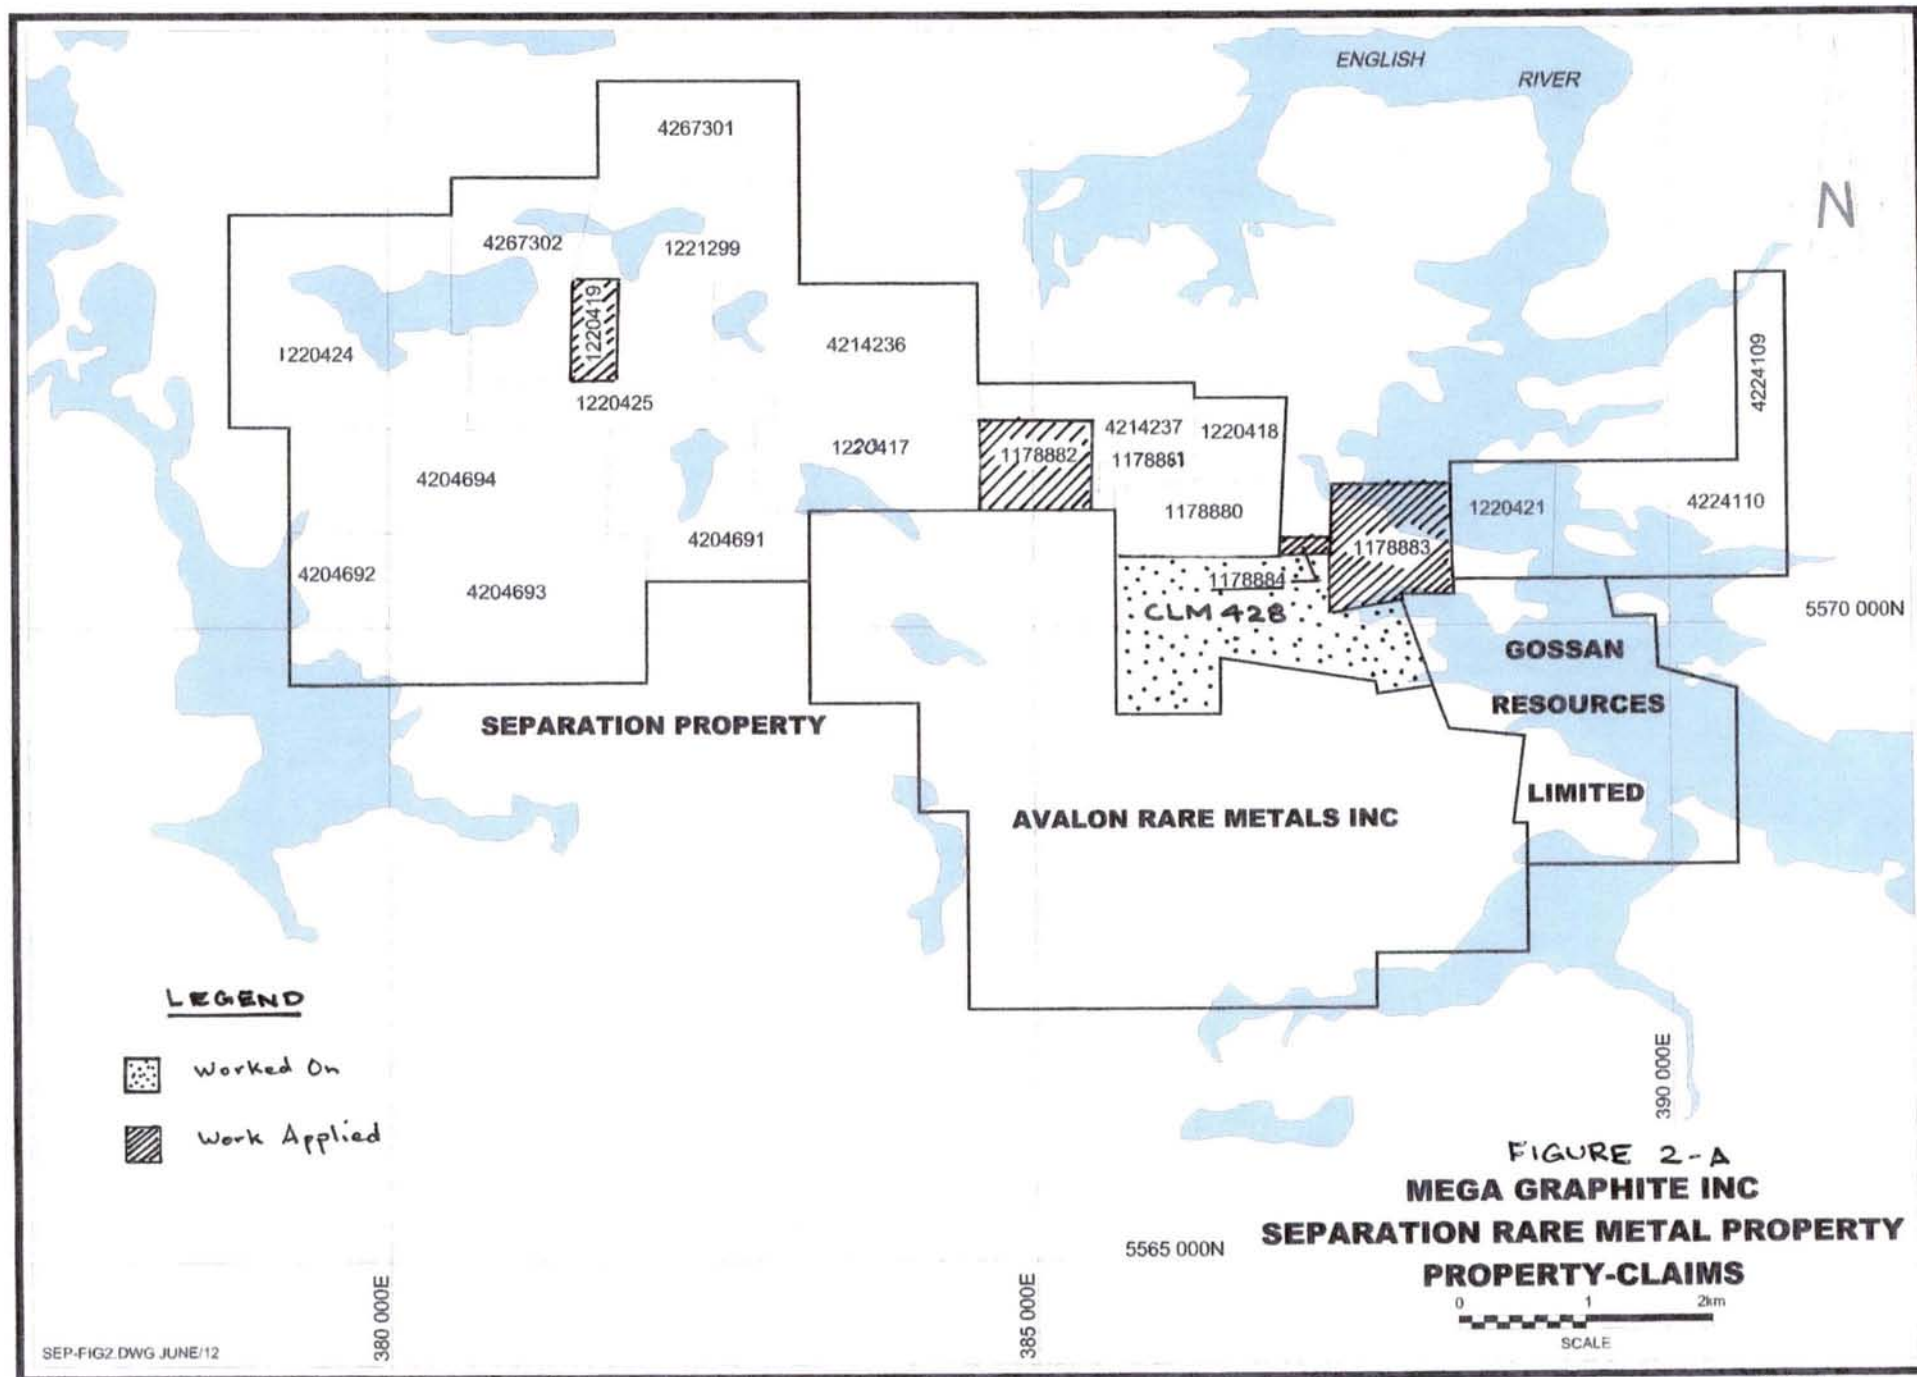 ENGLISH
RIVER
N
4267301
4267302
1221299
1220419
1220424
4214236
4224109
1220425
4214237
1220418
1220417
1178882
1178881
4204694
1178880
1220421
4224110
4204691
1178883
4204692
1178884
4204693
CLM 428
5570 000N
GOSSAN
RESOURCES
LIMITED
SEPARATION PROPERTY
AVALON RARE METALS INC
LEGEND
Worked On
Work Applied
380 000E
385 000E
390 000E
5565 000N
FIGURE 2-A
MEGA GRAPHITE INC
SEPARATION RARE METAL PROPERTY
PROPERTY-CLAIMS
0 1 2km
SCALE
SEP-FIG2.DWG JUNE/12